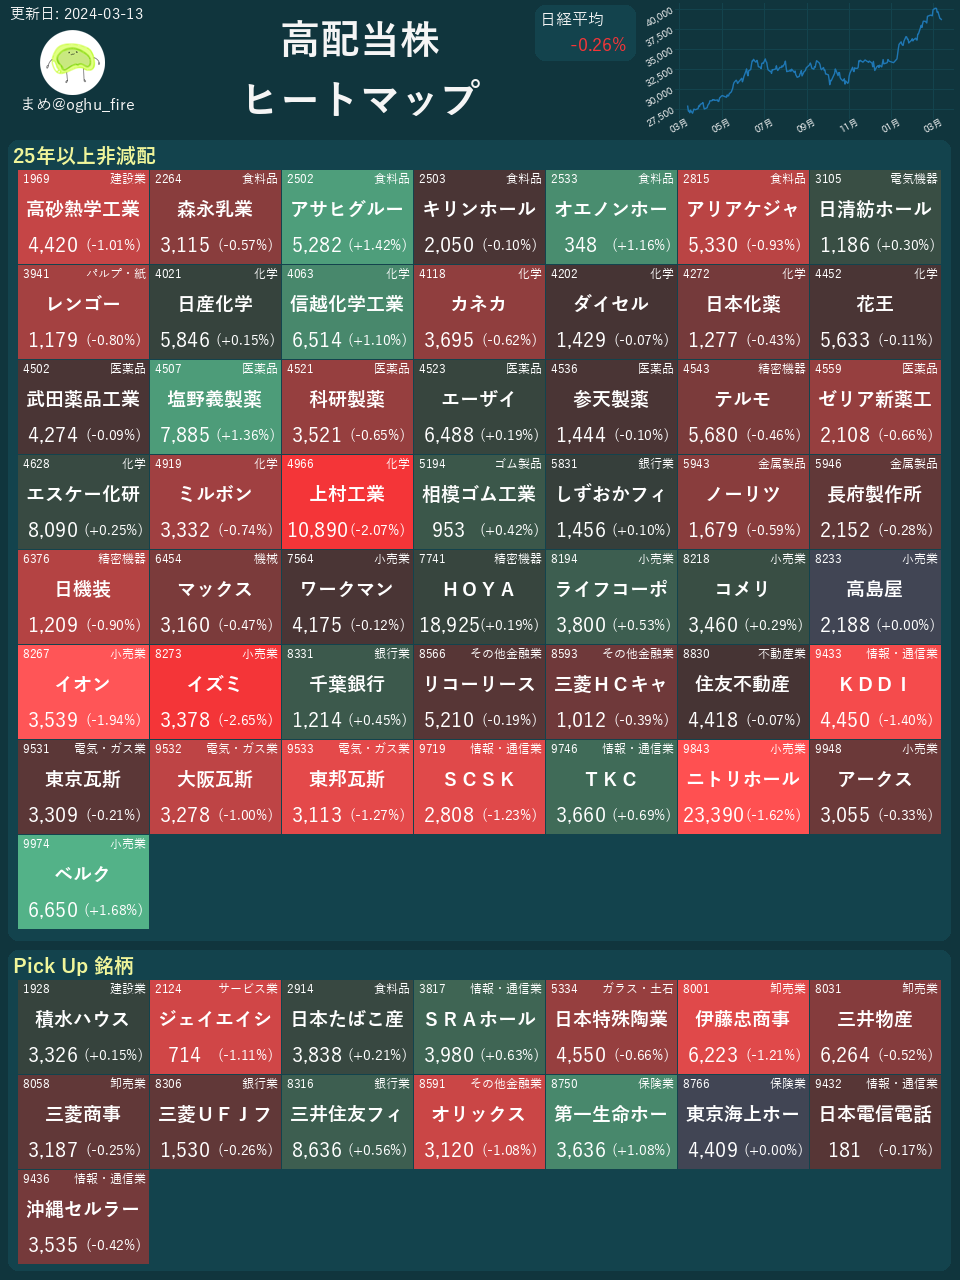 更新日: 2024-03-13
まめ@oghu_fire
高配当株
ヒートマップ
日経平均
-0.26%
40,000
37,500
35,000
32,500
30,000
27,500
03月 05月 07月 09月 11月 01月 03月
25年以上非減配
1969 建設業
高砂熱学工業
4,420 (-1.01%)
2264 食料品
森永乳業
3,115 (-0.57%)
2502 食料品
アサヒグルー
5,282 (+1.42%)
2503 食料品
キリンホール
2,050 (-0.10%)
2533 食料品
オエノンホー
348 (+1.16%)
2815 食料品
アリアケジャ
5,330 (-0.93%)
3105 電気機器
日清紡ホール
1,186 (+0.30%)
3941 パルプ・紙
レンゴー
1,179 (-0.80%)
4021 化学
日産化学
5,846 (+0.15%)
4063 化学
信越化学工業
6,514 (+1.10%)
4118 化学
カネカ
3,695 (-0.62%)
4202 化学
ダイセル
1,429 (-0.07%)
4272 化学
日本化薬
1,277 (-0.43%)
4452 化学
花王
5,633 (-0.11%)
4502 医薬品
武田薬品工業
4,274 (-0.09%)
4507 医薬品
塩野義製薬
7,885 (+1.36%)
4521 医薬品
科研製薬
3,521 (-0.65%)
4523 医薬品
エーザイ
6,488 (+0.19%)
4536 医薬品
参天製薬
1,444 (-0.10%)
4543 精密機器
テルモ
5,680 (-0.46%)
4559 医薬品
ゼリア新薬工
2,108 (-0.66%)
4628 化学
エスケー化研
8,090 (+0.25%)
4919 化学
ミルボン
3,332 (-0.74%)
4966 化学
上村工業
10,890 (-2.07%)
5194 ゴム製品
相模ゴム工業
953 (+0.42%)
5831 銀行業
しずおかフィ
1,456 (+0.10%)
5943 金属製品
ノーリツ
1,679 (-0.59%)
5946 金属製品
長府製作所
2,152 (-0.28%)
6376 精密機器
日機装
1,209 (-0.90%)
6454 機械
マックス
3,160 (-0.47%)
7564 小売業
ワークマン
4,175 (-0.12%)
7741 精密機器
ＨＯＹＡ
18,925 (+0.19%)
8194 小売業
ライフコーポ
3,800 (+0.53%)
8218 小売業
コメリ
3,460 (+0.29%)
8233 小売業
高島屋
2,188 (+0.00%)
8267 小売業
イオン
3,539 (-1.94%)
8273 小売業
イズミ
3,378 (-2.65%)
8331 銀行業
千葉銀行
1,214 (+0.45%)
8566 その他金融業
リコーリース
5,210 (-0.19%)
8593 その他金融業
三菱ＨＣキャ
1,012 (-0.39%)
8830 不動産業
住友不動産
4,418 (-0.07%)
9433 情報・通信業
ＫＤＤＩ
4,450 (-1.40%)
9531 電気・ガス業
東京瓦斯
3,309 (-0.21%)
9532 電気・ガス業
大阪瓦斯
3,278 (-1.00%)
9533 電気・ガス業
東邦瓦斯
3,113 (-1.27%)
9719 情報・通信業
ＳＣＳＫ
2,808 (-1.23%)
9746 情報・通信業
ＴＫＣ
3,660 (+0.69%)
9843 小売業
ニトリホール
23,390 (-1.62%)
9948 小売業
アークス
3,055 (-0.33%)
9974 小売業
ベルク
6,650 (+1.68%)
Pick Up 銘柄
1928 建設業
積水ハウス
3,326 (+0.15%)
2124 サービス業
ジェイエイシ
714 (-1.11%)
2914 食料品
日本たばこ産
3,838 (+0.21%)
3817 情報・通信業
ＳＲＡホール
3,980 (+0.63%)
5334 ガラス・土石
日本特殊陶業
4,550 (-0.66%)
8001 卸売業
伊藤忠商事
6,223 (-1.21%)
8031 卸売業
三井物産
6,264 (-0.52%)
8058 卸売業
三菱商事
3,187 (-0.25%)
8306 銀行業
三菱ＵＦＪフ
1,530 (-0.26%)
8316 銀行業
三井住友フィ
8,636 (+0.56%)
8591 その他金融業
オリックス
3,120 (-1.08%)
8750 保険業
第一生命ホー
3,636 (+1.08%)
8766 保険業
東京海上ホー
4,409 (+0.00%)
9432 情報・通信業
日本電信電話
181 (-0.17%)
9436 情報・通信業
沖縄セルラー
3,535 (-0.42%)